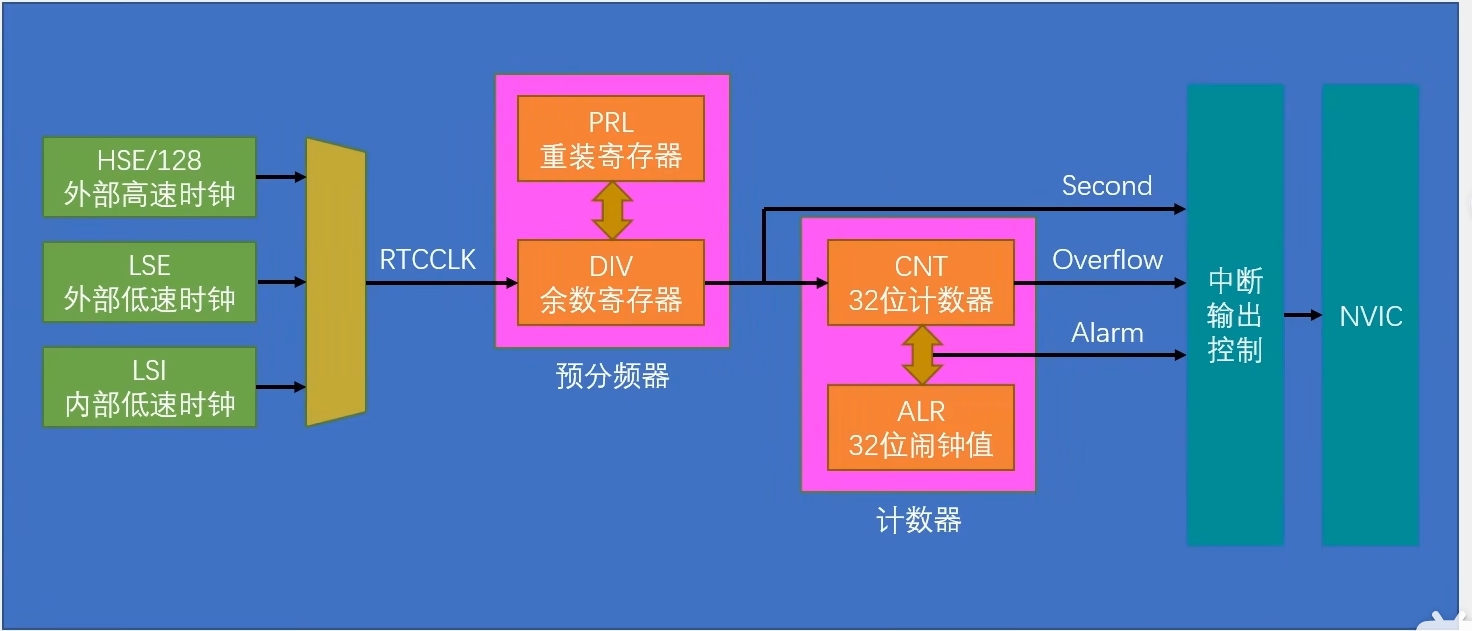 HSE/128
外部高速时钟
LSE
外部低速时钟
LSI
内部低速时钟
RTCCLK
PRL
重装寄存器
DIV
余数寄存器
预分频器
CNT
32位计数器
ALR
32位闹钟值
计数器
Second
Overflow
Alarm
中断
输出
控制
NVIC